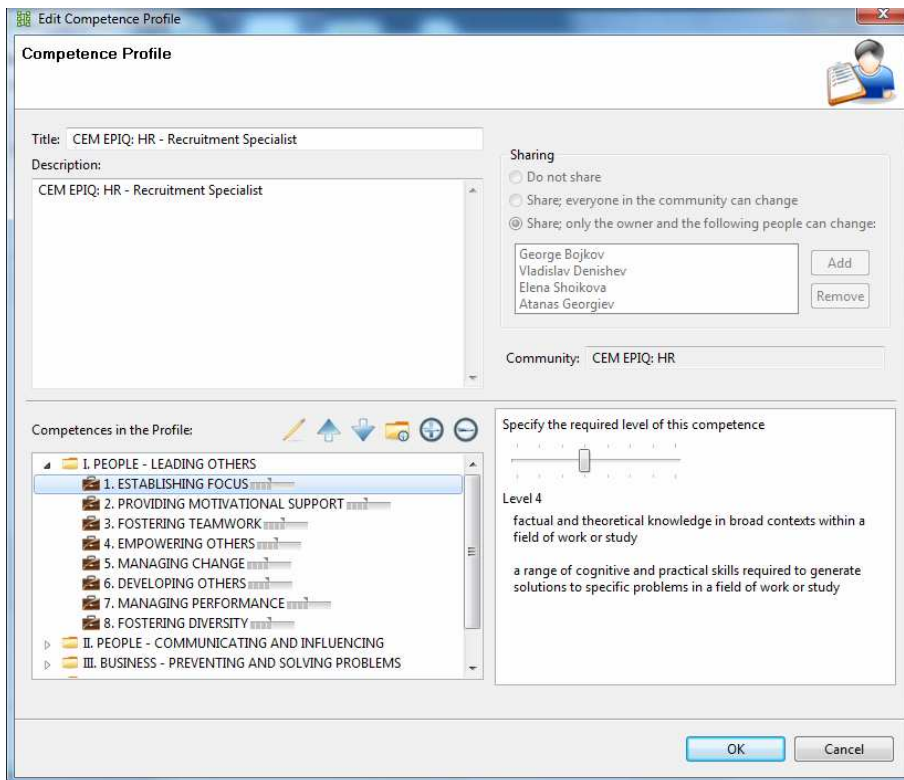 Edit Competence Profile
Competence Profile
Title: CEM EPIQ: HR - Recruitment Specialist
Description:
CEM EPIQ: HR - Recruitment Specialist
Sharing
Do not share
Share; everyone in the community can change
Share; only the owner and the following people can change:
George Bojkov
Vladislav Denishev
Elena Shoikova
Atanas Georgiev
Add
Remove
Community: CEM EPIQ: HR
Competences in the Profile:
I. PEOPLE - LEADING OTHERS
1. ESTABLISHING FOCUS
2. PROVIDING MOTIVATIONAL SUPPORT
3. FOSTERING TEAMWORK
4. EMPOWERING OTHERS
5. MANAGING CHANGE
6. DEVELOPING OTHERS
7. MANAGING PERFORMANCE
8. FOSTERING DIVERSITY
II. PEOPLE - COMMUNICATING AND INFLUENCING
III. BUSINESS - PREVENTING AND SOLVING PROBLEMS
Specify the required level of this competence
Level 4
factual and theoretical knowledge in broad contexts within a
field of work or study
a range of cognitive and practical skills required to generate
solutions to specific problems in a field of work or study
OK
Cancel